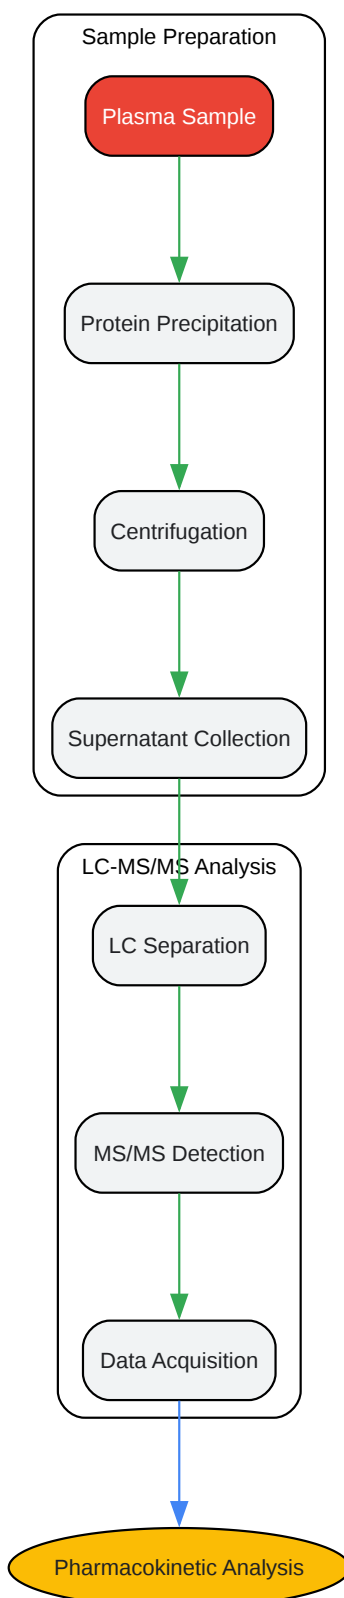 Sample Preparation
Plasma Sample
Protein Precipitation
Centrifugation
Supernatant Collection
LC-MS/MS Analysis
LC Separation
MS/MS Detection
Data Acquisition
Pharmacokinetic Analysis